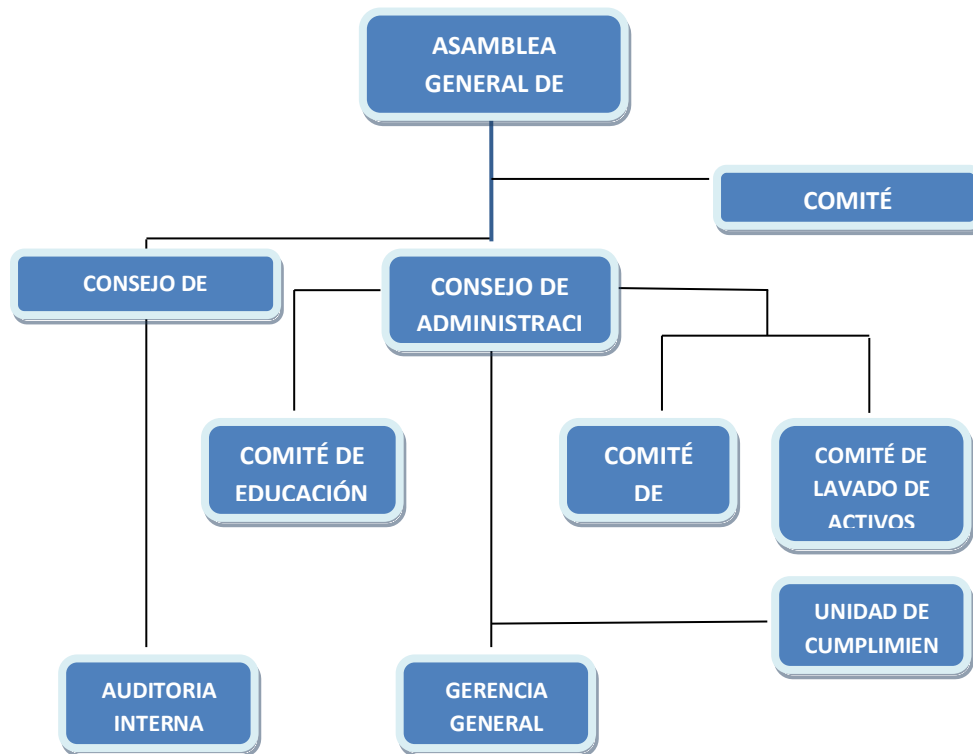 ASAMBLEA
GENERAL DE
COMITÉ
CONSEJO DE
CONSEJO DE
ADMINISTRACI
COMITÉ DE
EDUCACIÓN
COMITÉ
DE
COMITÉ DE
LAVADO DE
ACTIVOS
UNIDAD DE
CUMPLIMIEN
AUDITORIA
INTERNA
GERENCIA
GENERAL